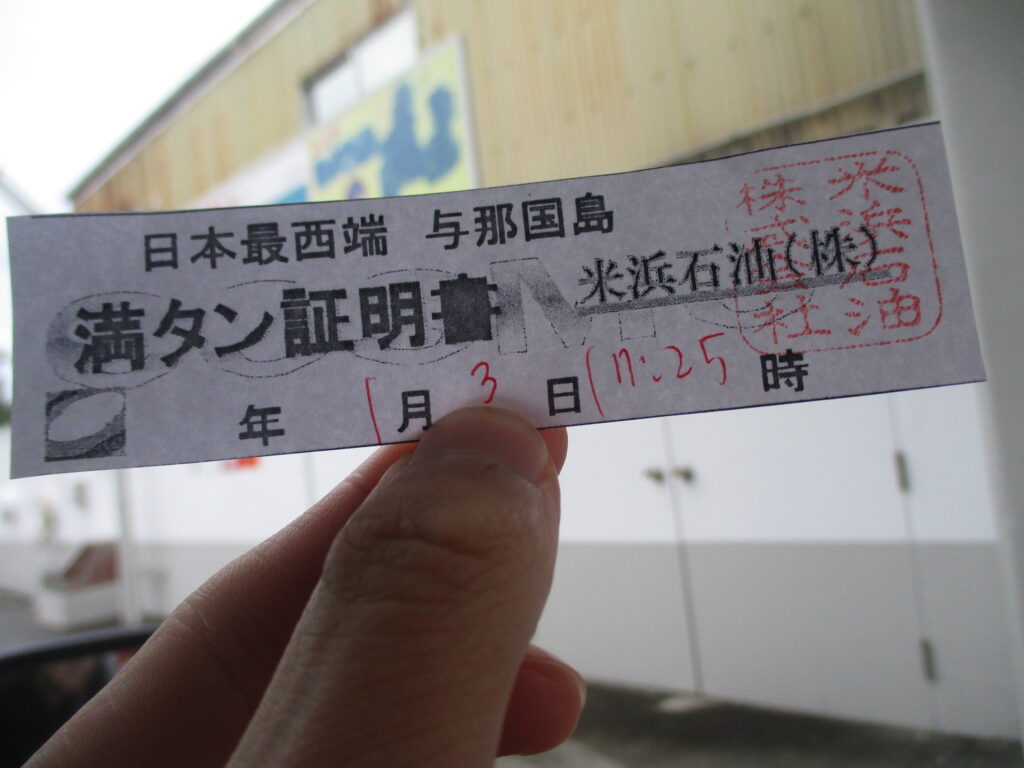 日本最西端 与那国島
満タン証明書
米浜石油(株)
年 1月 3日 17:25 時
米浜石油
株式会社